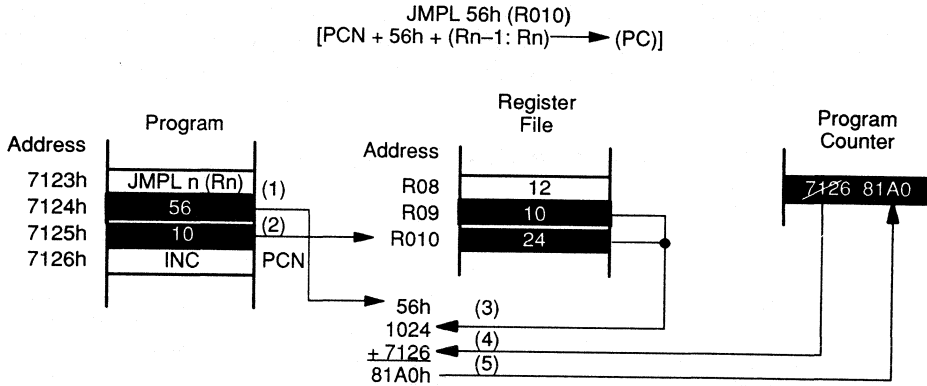 JMPL 56h (R010)
[PCN + 56h + (Rn–1: Rn) (PC)]
Program
Address
7123h JMPL n (Rn)
7124h 56 (1)
7125h 10 (2)
7126h INC PCN
Register
File
Address
R08 12
R09 10
R010 24
Program
Counter
7126 81A0
56h (3)
1024
+ 7126 (4)
81A0h (5)